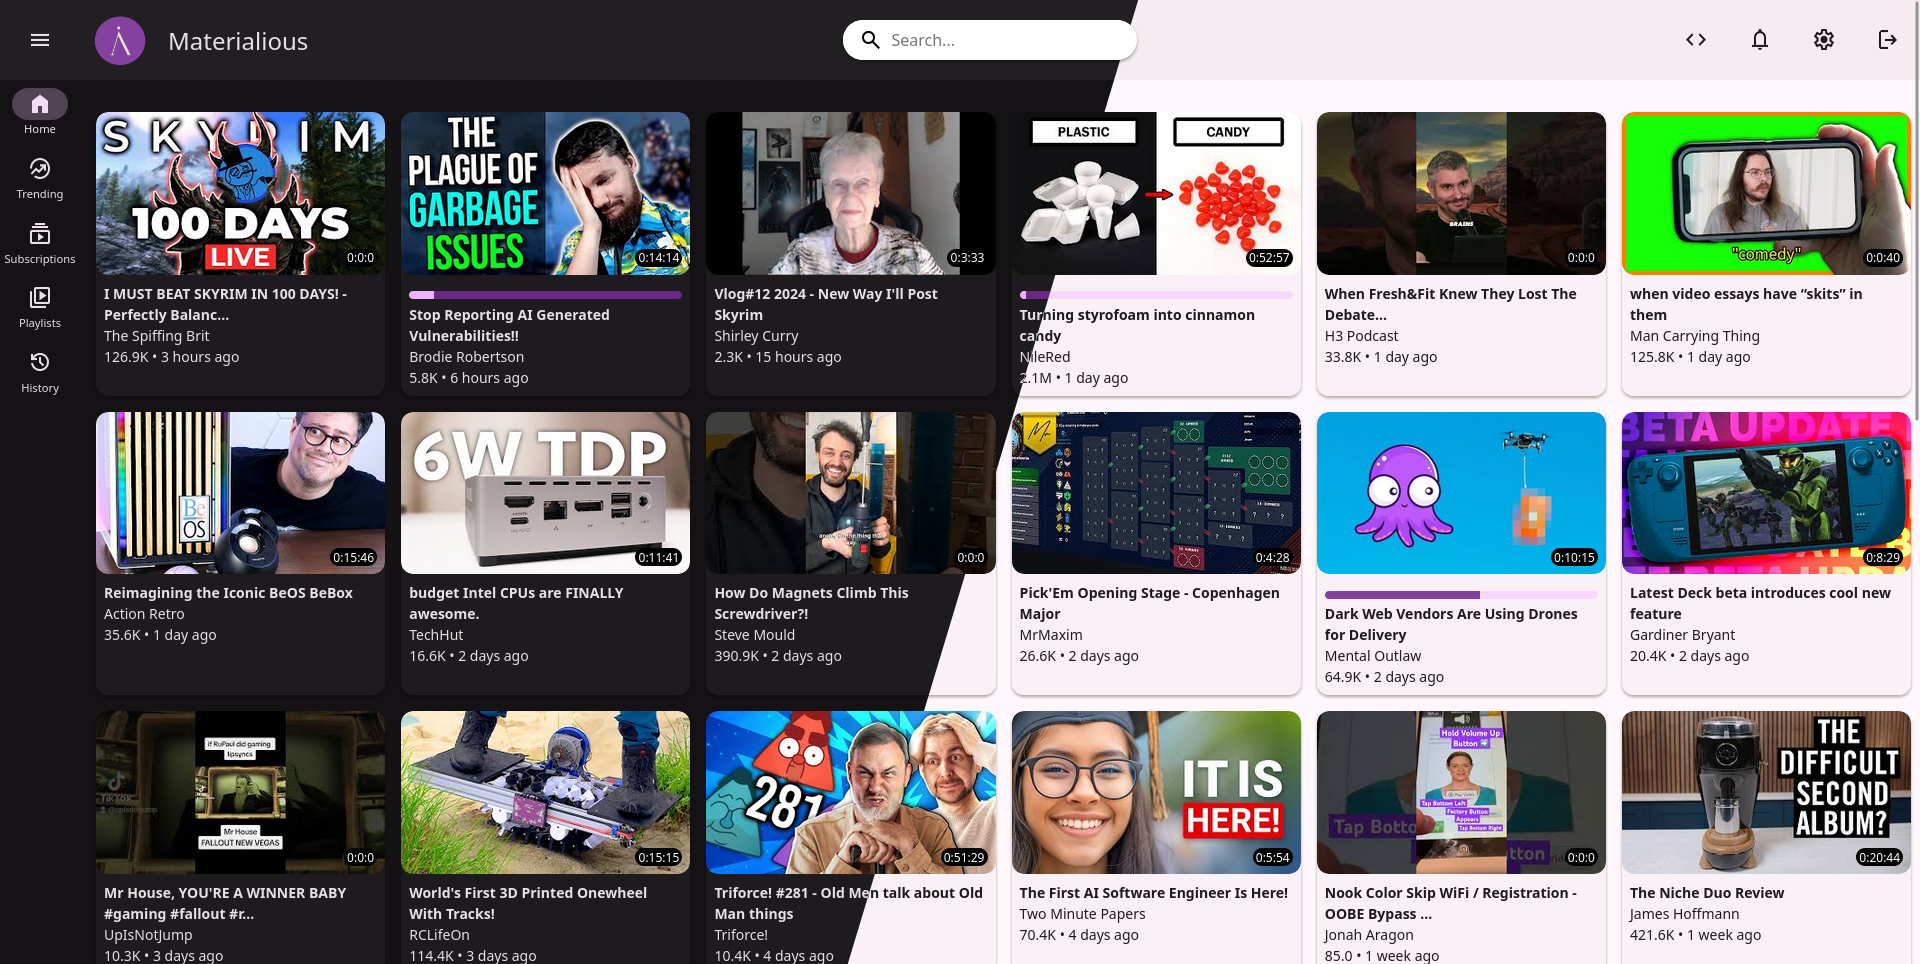 Materialious
Search...
Home
Trending
Subscriptions
Playlists
History
SKYRIM
100 DAYS
LIVE
0:0:0
I MUST BEAT SKYRIM IN 100 DAYS! -
Perfectly Balanc...
The Spiffing Brit
126.9K • 3 hours ago
THE
PLAGUE OF
GARBAGE
ISSUES
0:14:14
Stop Reporting AI Generated
Vulnerabilities!!
Brodie Robertson
5.8K • 6 hours ago
0:3:33
Vlog#12 2024 - New Way I'll Post
Skyrim
Shirley Curry
2.3K • 15 hours ago
PLASTIC
CANDY
0:52:57
Turning styrofoam into cinnamon
candy
NileRed
2.1M • 1 day ago
BRAINS
0:0:0
When Fresh&Fit Knew They Lost The
Debate...
H3 Podcast
33.8K • 1 day ago
"comedy"
0:0:40
when video essays have “skits” in
them
Man Carrying Thing
125.8K • 1 day ago
Be
OS
0:15:46
Reimagining the Iconic BeOS BeBox
Action Retro
35.6K • 1 day ago
6W TDP
0:11:41
budget Intel CPUs are FINALLY
awesome.
TechHut
16.6K • 2 days ago
0:0:0
How Do Magnets Climb This
Screwdriver?!
Steve Mould
390.9K • 2 days ago
0:4:28
Pick'Em Opening Stage - Copenhagen
Major
MrMaxim
26.6K • 2 days ago
0:10:15
Dark Web Vendors Are Using Drones
for Delivery
Mental Outlaw
64.9K • 2 days ago
BETA UPDATE
0:8:29
Latest Deck beta introduces cool new
feature
Gardiner Bryant
20.4K • 2 days ago
if RuPaul did gaming
lipsyncs
TikTok
Mr House
FALLOUT NEW VEGAS
0:0:0
Mr House, YOU'RE A WINNER BABY
#gaming #fallout #r...
UpIsNotJump
10.3K • 3 days ago
0:15:15
World's First 3D Printed Onewheel
With Tracks!
RCLifeOn
114.4K • 3 days ago
281
0:51:29
Triforce! #281 - Old Men talk about Old
Man things
Triforce!
10.4K • 4 days ago
IT IS
HERE!
0:5:54
The First AI Software Engineer Is Here!
Two Minute Papers
70.4K • 4 days ago
Hold Volume Up
Button
Tap Bottom Left
Factory Button
Appears
Tap Bottom Right
Tap Botto
tton
0:0:0
Nook Color Skip WiFi / Registration -
OOBE Bypass ...
Jonah Aragon
85.0 • 1 week ago
THE
DIFFICULT
SECOND
ALBUM?
0:20:44
The Niche Duo Review
James Hoffmann
421.6K • 1 week ago